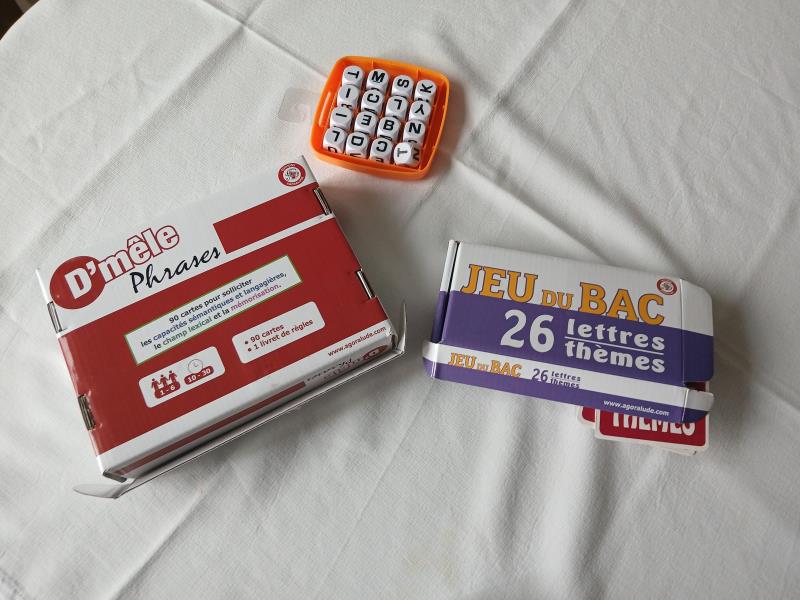 T M S K
I C L Y
I E B N
L D C T N
D'mêle
Phrases
90 cartes pour solliciter
les capacités sémantiques et langagières,
le champ lexical et la mémorisation.
1 - 6
10 - 30
• 90 cartes
• 1 livret de règles
www.agoralude.com
JEU DU BAC
26 lettres
thèmes
JEU DU BAC 26 lettres
thèmes
www.agoralude.com
THEMES